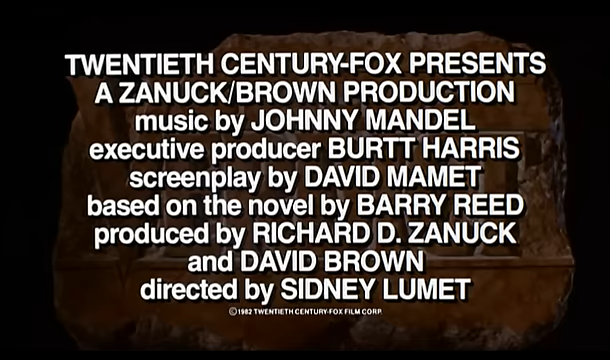 TWENTIETH CENTURY-FOX PRESENTS
A ZANUCK/BROWN PRODUCTION
music by JOHNNY MANDEL
executive producer BURTT HARRIS
screenplay by DAVID MAMET
based on the novel by BARRY REED
produced by RICHARD D. ZANUCK
and DAVID BROWN
directed by SIDNEY LUMET
©1982 TWENTIETH CENTURY-FOX FILM CORP.